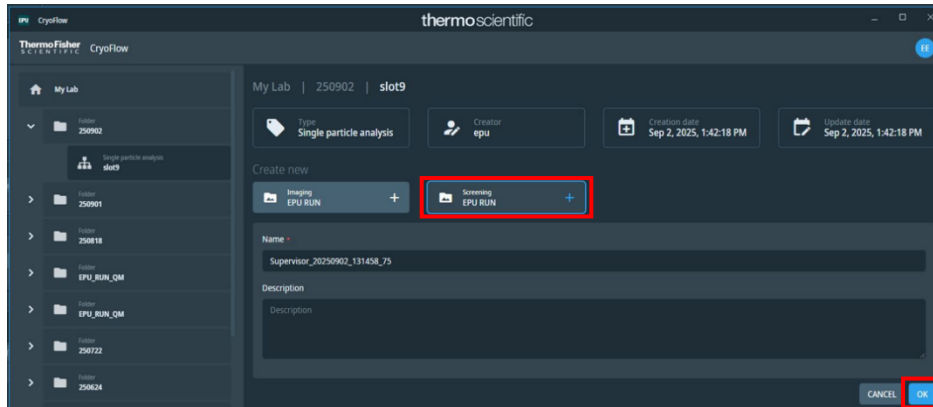 EPU CryoFlow
thermo scientific
ThermoFisher
SCIENTIFIC
CryoFlow
EE
My Lab
Folder
250902
Single particle analysis
slot9
Folder
250901
Folder
250818
Folder
EPU_RUN_QM
Folder
EPU_RUN_QM
Folder
250722
Folder
250624
My Lab | 250902 | slot9
Type
Single particle analysis
Creator
epu
Creation date
Sep 2, 2025, 1:42:18 PM
Update date
Sep 2, 2025, 1:42:18 PM
Create new
Imaging
EPU RUN
Screening
EPU RUN
Name *
Supervisor_20250902_131458_75
Description
Description
CANCEL
OK